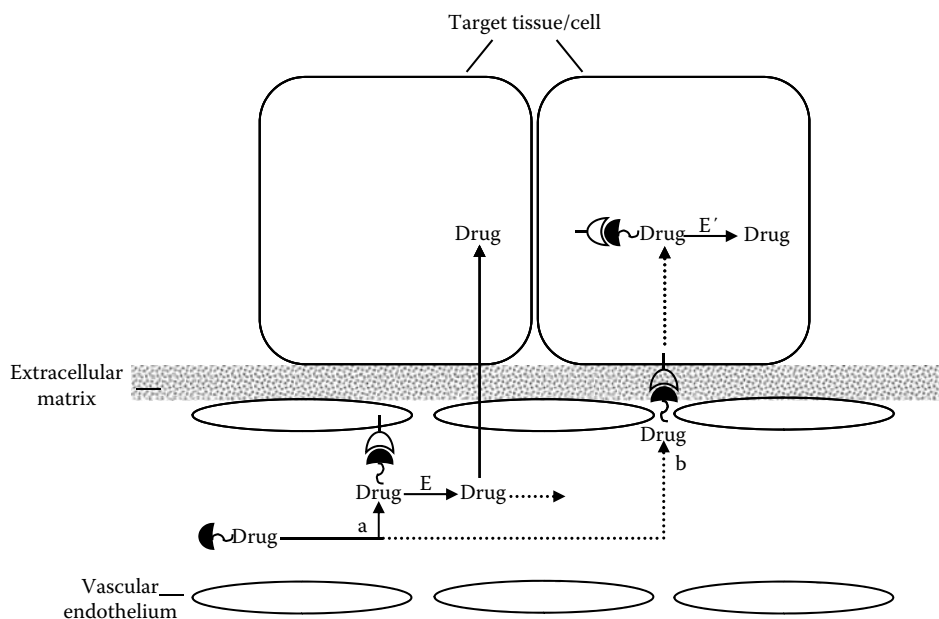 Target tissue/cell
Drug
Drug E´ Drug
Extracellular
matrix
Drug
b
Drug E Drug
a
Drug
Vascular
endothelium